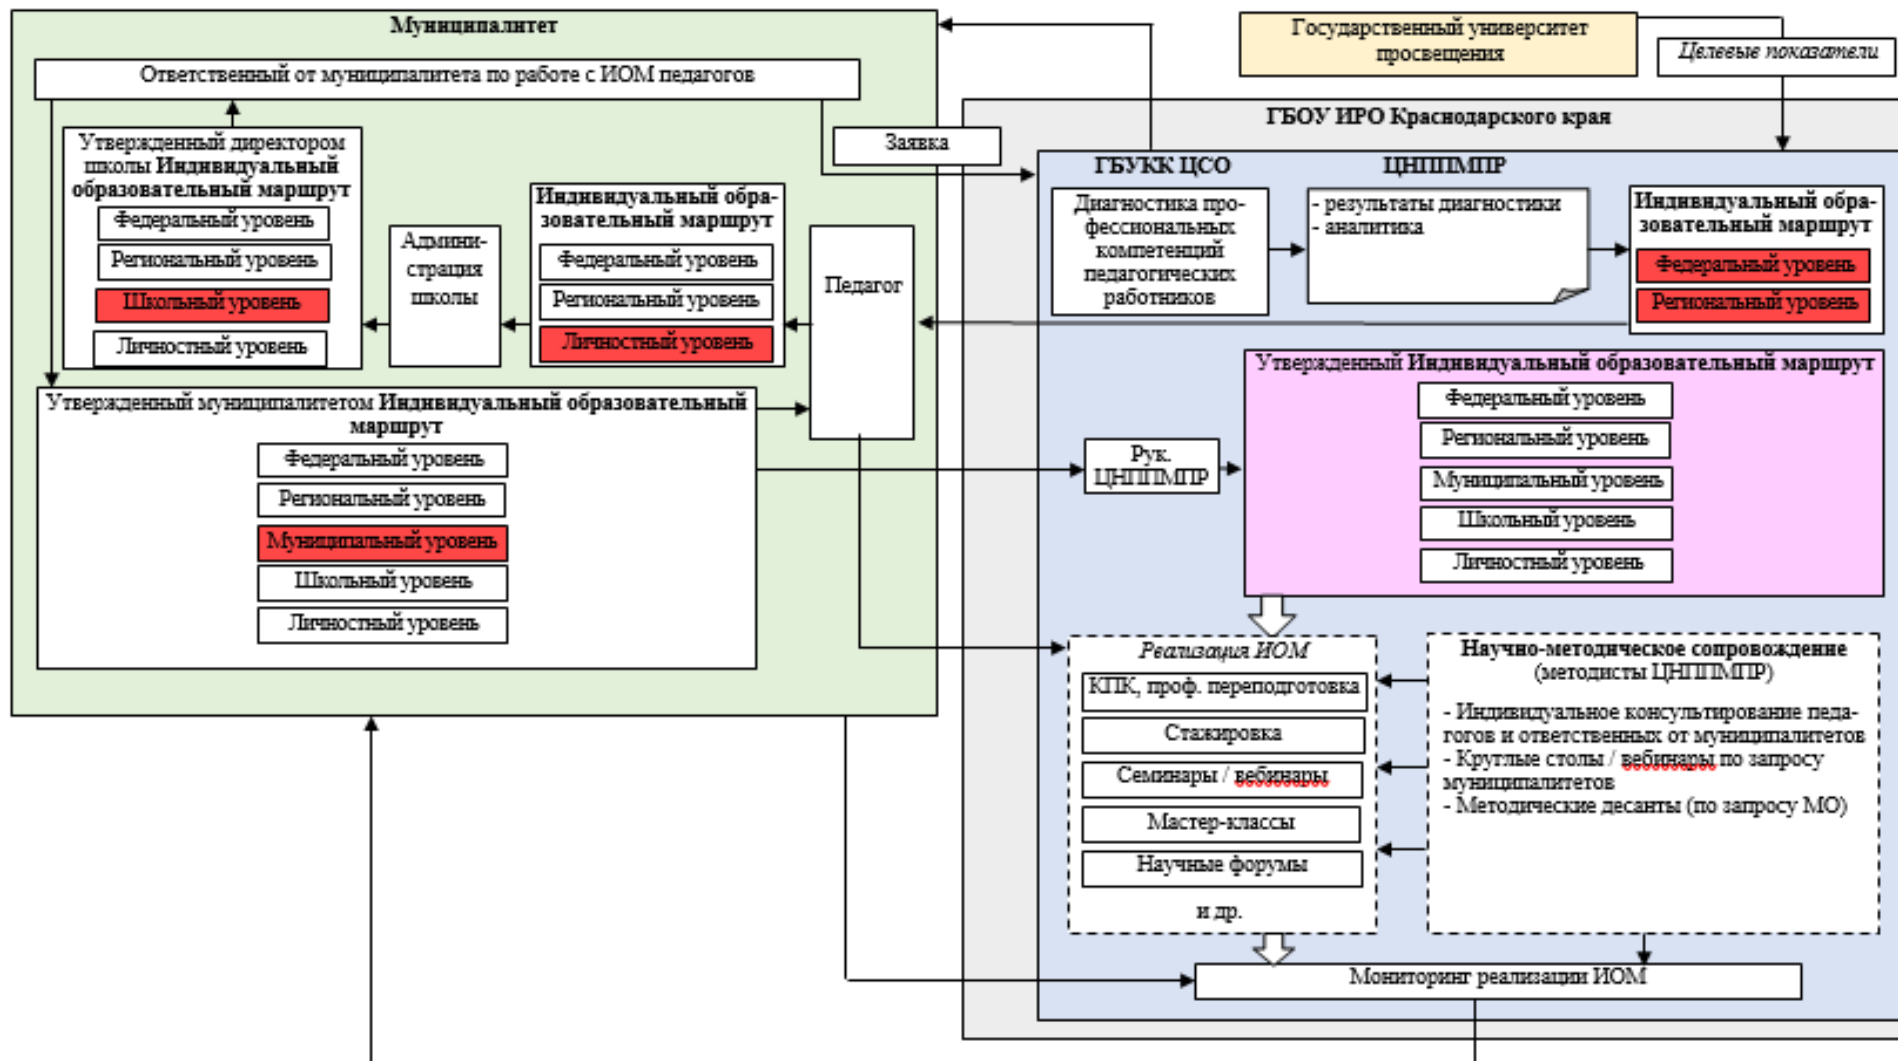 Муниципалитет
Ответственный от муниципалитета по работе с ИОМ педагогов
Утвержденный директором
школы Индивидуальный
образовательный маршрут
Федеральный уровень
Региональный уровень
Школьный уровень
Личностный уровень
Админи-
страция
школы
Индивидуальный обра-
зовательный маршрут
Федеральный уровень
Региональный уровень
Личностный уровень
Педагог
Заявка
Утвержденный муниципалитетом Индивидуальный образовательный
маршрут
Федеральный уровень
Региональный уровень
Муниципальный уровень
Школьный уровень
Личностный уровень
Государственный университет
просвещения
Целевые показатели
ГБОУ ИРО Краснодарского края
ГБУКК ЦСО
ЦНППМПР
Диагностика про-
фессиональных
компетенций
педагогических
работников
- результаты диагностики
- аналитика
Индивидуальный обра-
зовательный маршрут
Федеральный уровень
Региональный уровень
Рук.
ЦНППМПР
Утвержденный Индивидуальный образовательный маршрут
Федеральный уровень
Региональный уровень
Муниципальный уровень
Школьный уровень
Личностный уровень
Реализация ИОМ
КПК, проф. переподготовка
Стажировка
Семинары / вебинары
Мастер-классы
Научные форумы
и др.
Научно-методическое сопровождение
(методисты ЦНППМПР)
- Индивидуальное консультирование педа-
гогов и ответственных от муниципалитетов
- Круглые столы / вебинары по запросу
муниципалитетов
- Методические десанты (по запросу МО)
Мониторинг реализации ИОМ